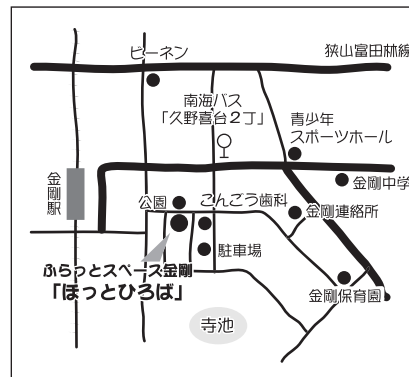 ピーネン
狭山富田林線
南海バス
「久野喜台2丁」
青少年
スポーツホール
金剛駅
金剛中学
公園
こんごう歯科
金剛連絡所
駐車場
ふらっとスペース金剛
「ほっとひろば」
金剛保育園
寺池